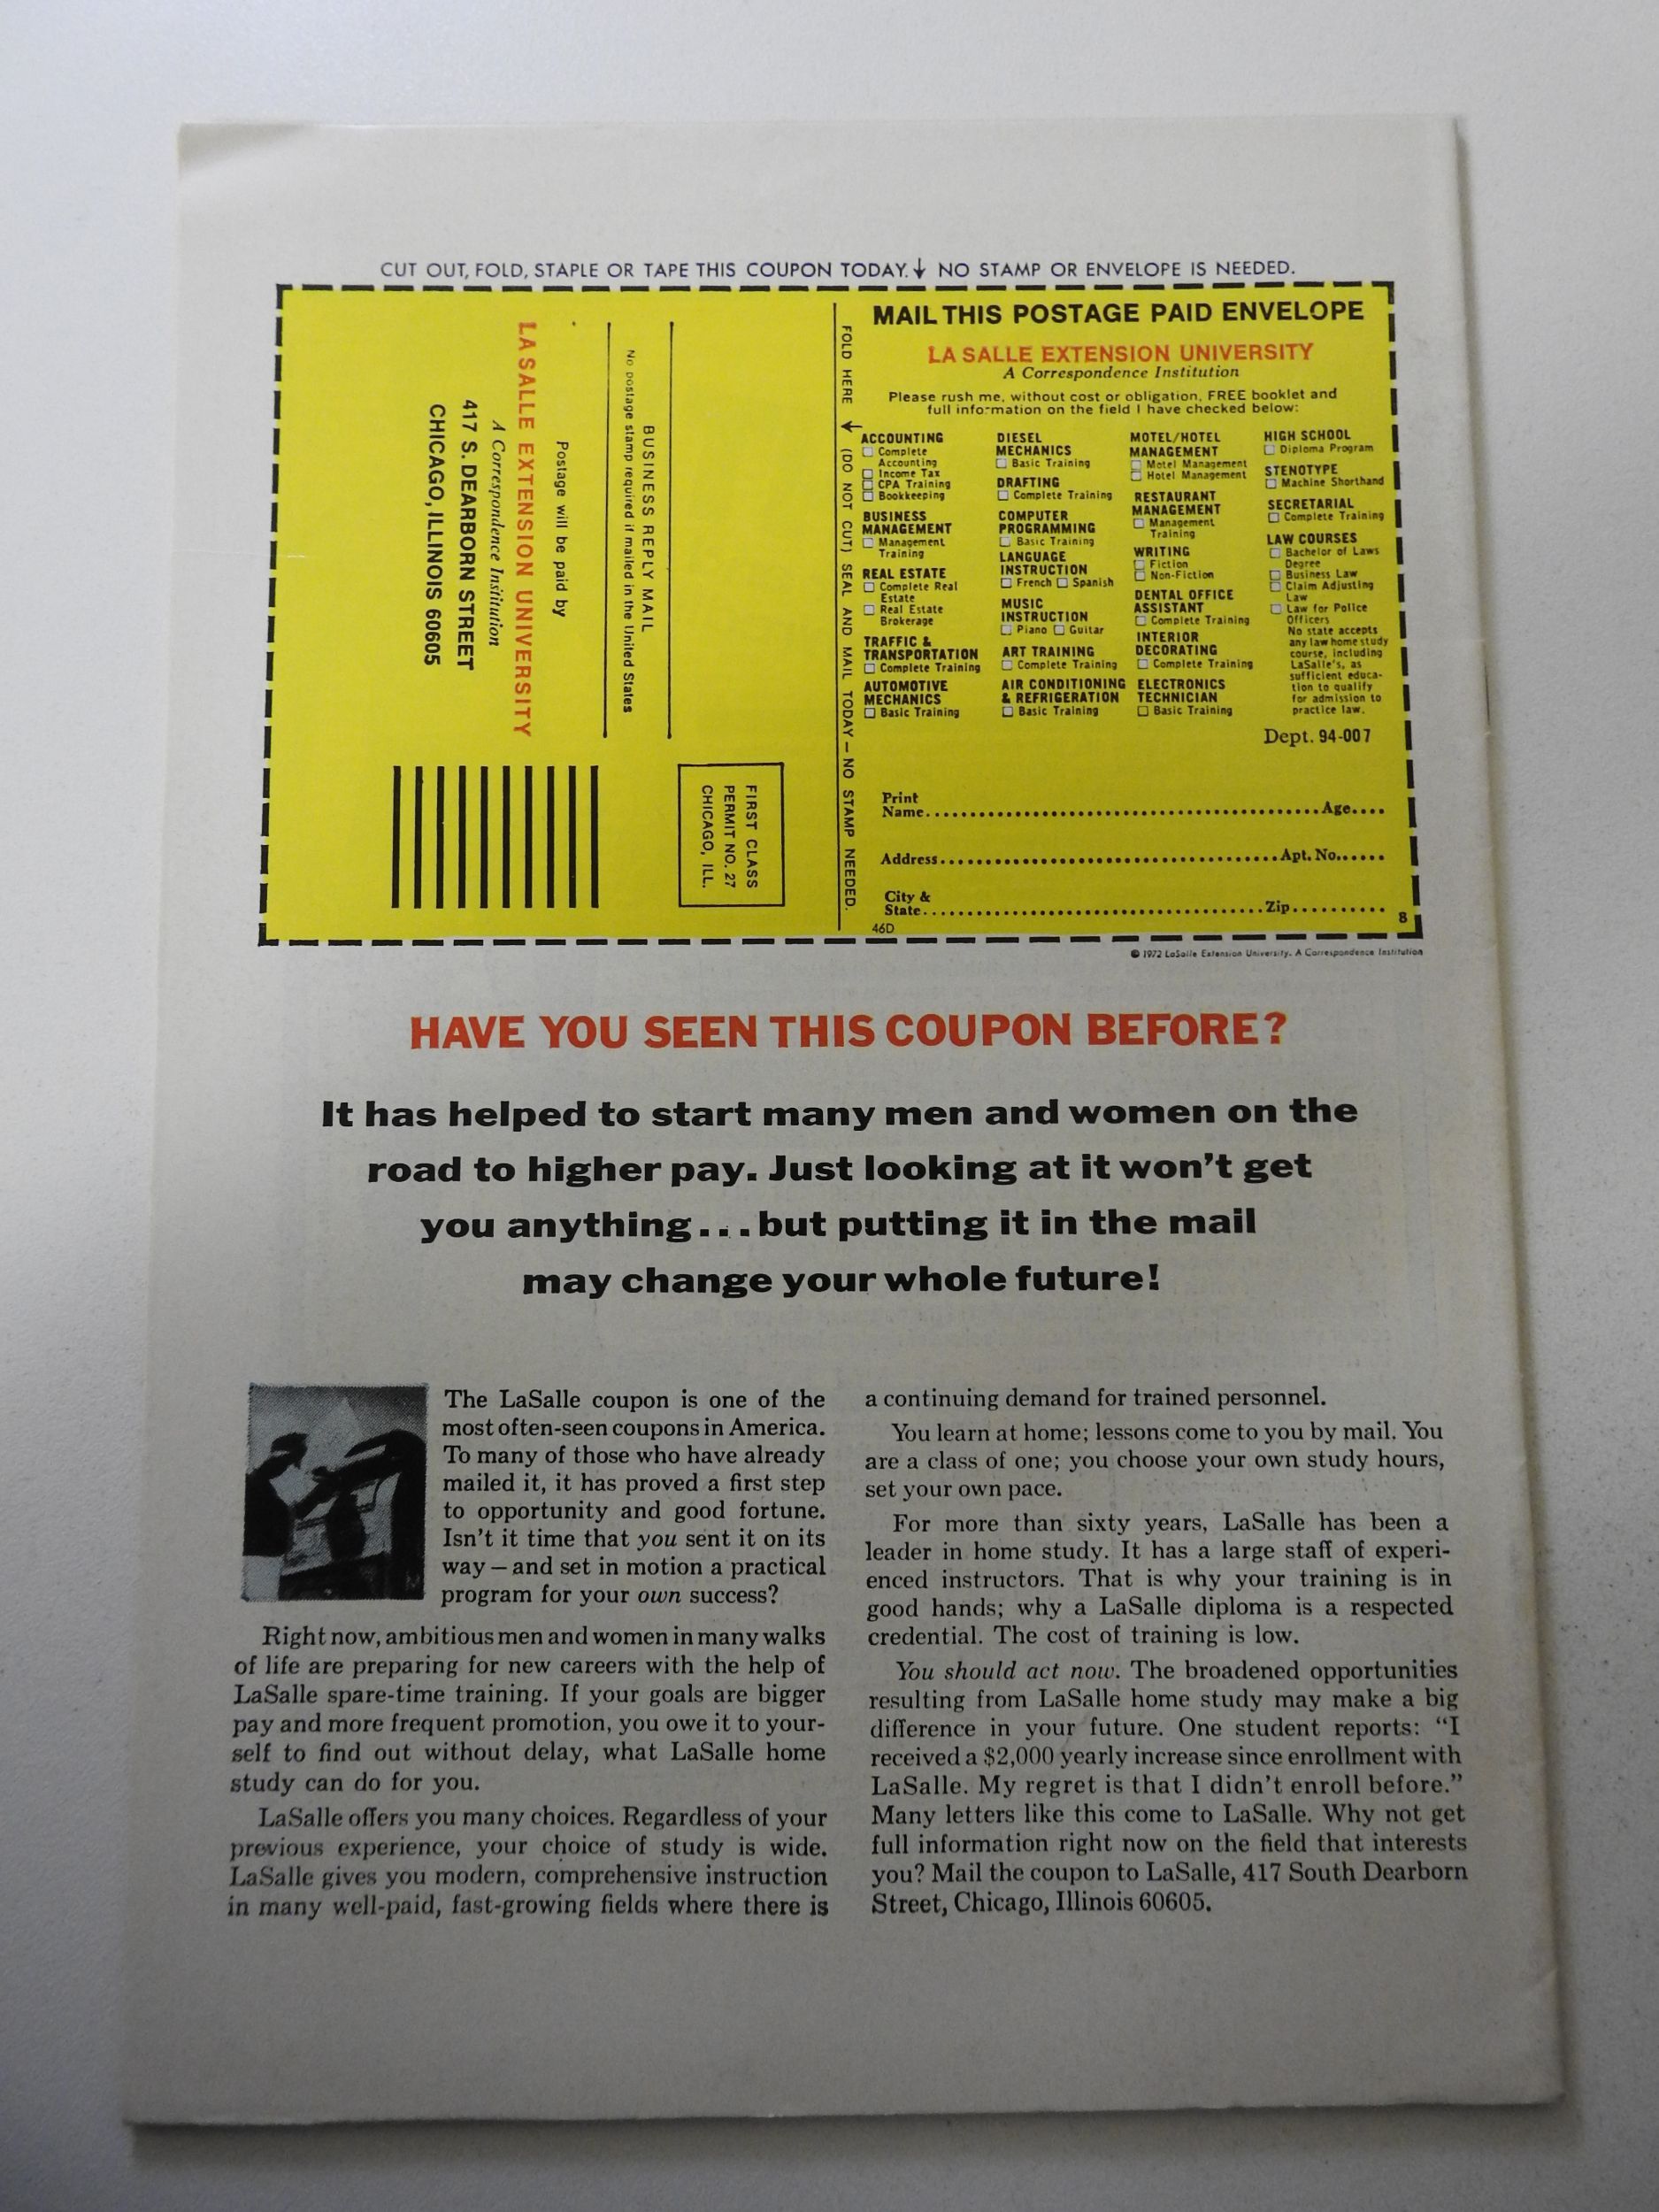 CUT OUT, FOLD, STAPLE OR TAPE THIS COUPON TODAY.↓ NO STAMP OR ENVELOPE IS NEEDED.
FIRST CLASS
PERMIT NO. 27
CHICAGO, ILL.
BUSINESS REPLY MAIL
No postage stamp required if mailed in the United States
Postage will be paid by
LA SALLE EXTENSION UNIVERSITY
A Correspondence Institution
417 S. DEARBORN STREET
CHICAGO, ILLINOIS 60605
FOLD HERE → (DO NOT CUT) SEAL AND MAIL TODAY — NO STAMP NEEDED.
MAIL THIS POSTAGE PAID ENVELOPE
LA SALLE EXTENSION UNIVERSITY
A Correspondence Institution
Please rush me, without cost or obligation, FREE booklet and
full information on the field I have checked below:
ACCOUNTING
☐ Complete
Accounting
☐ Income Tax
☐ CPA Training
☐ Bookkeeping
BUSINESS
MANAGEMENT
☐ Management
Training
REAL ESTATE
☐ Complete Real
Estate
☐ Real Estate
Brokerage
TRAFFIC &
TRANSPORTATION
☐ Complete Training
AUTOMOTIVE
MECHANICS
☐ Basic Training
DIESEL
MECHANICS
☐ Basic Training
DRAFTING
☐ Complete Training
COMPUTER
PROGRAMMING
☐ Basic Training
LANGUAGE
INSTRUCTION
☐ French ☐ Spanish
MUSIC
INSTRUCTION
☐ Piano ☐ Guitar
ART TRAINING
☐ Complete Training
AIR CONDITIONING
& REFRIGERATION
☐ Basic Training
MOTEL/HOTEL
MANAGEMENT
☐ Motel Management
☐ Hotel Management
RESTAURANT
MANAGEMENT
☐ Management
Training
WRITING
☐ Fiction
☐ Non-Fiction
DENTAL OFFICE
ASSISTANT
☐ Complete Training
INTERIOR
DECORATING
☐ Complete Training
ELECTRONICS
TECHNICIAN
☐ Basic Training
HIGH SCHOOL
☐ Diploma Program
STENOTYPE
☐ Machine Shorthand
SECRETARIAL
☐ Complete Training
LAW COURSES
☐ Bachelor of Laws
Degree
☐ Business Law
☐ Claim Adjusting
Law
☐ Law for Police
Officers
No state accepts
any law home study
course, including
LaSalle's, as
sufficient educa-
tion to qualify
for admission to
practice law.
Dept. 94-007
Print
Name........Age....
Address........Apt. No......
City &
State........Zip..........
46D 8
© 1972 LaSalle Extension University. A Correspondence Institution
HAVE YOU SEEN THIS COUPON BEFORE?
It has helped to start many men and women on the
road to higher pay. Just looking at it won't get
you anything...but putting it in the mail
may change your whole future!
The LaSalle coupon is one of the
most often-seen coupons in America.
To many of those who have already
mailed it, it has proved a first step
to opportunity and good fortune.
Isn't it time that you sent it on its
way – and set in motion a practical
program for your own success?
Right now, ambitious men and women in many walks
of life are preparing for new careers with the help of
LaSalle spare-time training. If your goals are bigger
pay and more frequent promotion, you owe it to your-
self to find out without delay, what LaSalle home
study can do for you.
LaSalle offers you many choices. Regardless of your
previous experience, your choice of study is wide.
LaSalle gives you modern, comprehensive instruction
in many well-paid, fast-growing fields where there is
a continuing demand for trained personnel.
You learn at home; lessons come to you by mail. You
are a class of one; you choose your own study hours,
set your own pace.
For more than sixty years, LaSalle has been a
leader in home study. It has a large staff of experi-
enced instructors. That is why your training is in
good hands; why a LaSalle diploma is a respected
credential. The cost of training is low.
You should act now. The broadened opportunities
resulting from LaSalle home study may make a big
difference in your future. One student reports: “I
received a $2,000 yearly increase since enrollment with
LaSalle. My regret is that I didn't enroll before.”
Many letters like this come to LaSalle. Why not get
full information right now on the field that interests
you? Mail the coupon to LaSalle, 417 South Dearborn
Street, Chicago, Illinois 60605.